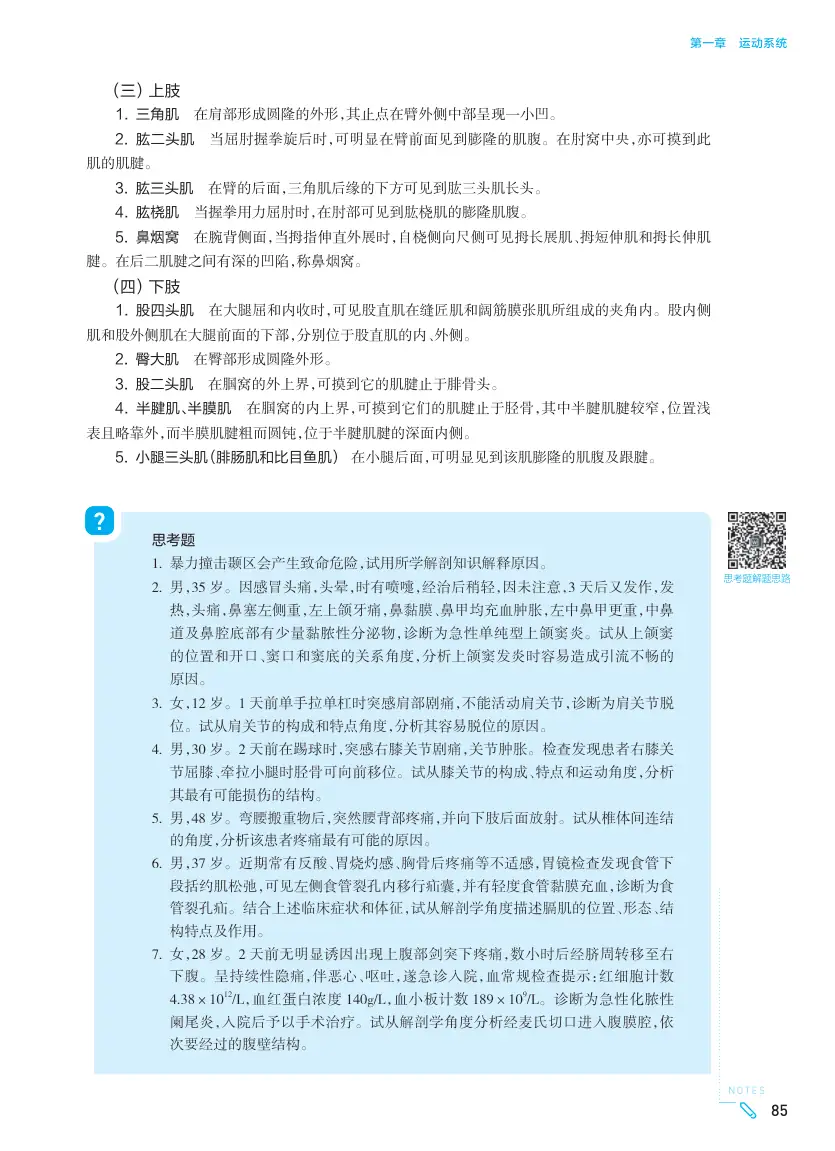 第一章 运动系统
（三）上肢
1. 三角肌 在肩部形成圆隆的外形，其止点在臂外侧中部呈现一小凹。
2. 肱二头肌 当屈肘握拳旋后时，可明显在臂前面见到膨隆的肌腹。在肘窝中央，亦可摸到此
肌的肌腱。
3. 肱三头肌 在臂的后面，三角肌后缘的下方可见到肱三头肌长头。
4. 肱桡肌 当握拳用力屈肘时，在肘部可见到肱桡肌的膨隆肌腹。
5. 鼻烟窝 在腕背侧面，当拇指伸直外展时，自桡侧向尺侧可见拇长展肌、拇短伸肌和拇长伸肌
腱。在后二肌腱之间有深的凹陷，称鼻烟窝。
（四）下肢
1. 股四头肌 在大腿屈和内收时，可见股直肌在缝匠肌和阔筋膜张肌所组成的夹角内。股内侧
肌和股外侧肌在大腿前面的下部，分别位于股直肌的内、外侧。
2. 臀大肌 在臀部形成圆隆外形。
3. 股二头肌 在腘窝的外上界，可摸到它的肌腱止于腓骨头。
4. 半腱肌、半膜肌 在腘窝的内上界，可摸到它们的肌腱止于胫骨，其中半腱肌腱较窄，位置浅
表且略靠外，而半膜肌腱粗而圆钝，位于半腱肌腱的深面内侧。
5. 小腿三头肌（腓肠肌和比目鱼肌） 在小腿后面，可明显见到该肌膨隆的肌腹及跟腱。
?
思考题
1. 暴力撞击颞区会产生致命危险，试用所学解剖知识解释原因。
思考题解题思路
2. 男，35 岁。因感冒头痛，头晕，时有喷嚏，经治后稍轻，因未注意，3 天后又发作，发
热，头痛，鼻塞左侧重，左上颌牙痛，鼻黏膜、鼻甲均充血肿胀，左中鼻甲更重，中鼻
道及鼻腔底部有少量黏脓性分泌物，诊断为急性单纯型上颌窦炎。试从上颌窦
的位置和开口、窦口和窦底的关系角度，分析上颌窦发炎时容易造成引流不畅的
原因。
3. 女，12 岁。1 天前单手拉单杠时突感肩部剧痛，不能活动肩关节，诊断为肩关节脱
位。试从肩关节的构成和特点角度，分析其容易脱位的原因。
4. 男，30 岁。2 天前在踢球时，突感右膝关节剧痛，关节肿胀。检查发现患者右膝关
节屈膝、牵拉小腿时胫骨可向前移位。试从膝关节的构成、特点和运动角度，分析
其最有可能损伤的结构。
5. 男，48 岁。弯腰搬重物后，突然腰背部疼痛，并向下肢后面放射。试从椎体间连结
的角度，分析该患者疼痛最有可能的原因。
6. 男，37 岁。近期常有反酸、胃烧灼感、胸骨后疼痛等不适感，胃镜检查发现食管下
段括约肌松弛，可见左侧食管裂孔内移行疝囊，并有轻度食管黏膜充血，诊断为食
管裂孔疝。结合上述临床症状和体征，试从解剖学角度描述膈肌的位置、形态、结
构特点及作用。
7. 女，28 岁。2 天前无明显诱因出现上腹部剑突下疼痛，数小时后经脐周转移至右
下腹。呈持续性隐痛，伴恶心、呕吐，遂急诊入院，血常规检查提示：红细胞计数
4.38 × 10¹²/L，血红蛋白浓度 140g/L，血小板计数 189 × 10⁹/L。诊断为急性化脓性
阑尾炎，入院后予以手术治疗。试从解剖学角度分析经麦氏切口进入腹膜腔，依
次要经过的腹壁结构。
NOTES
85